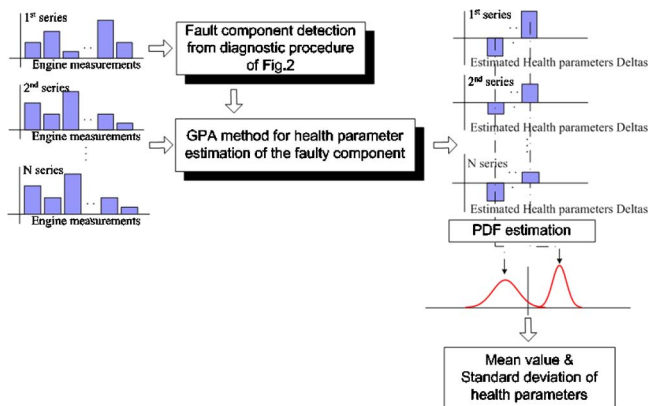 1st series
Engine measurements
Fault component detection
from diagnostic procedure
of Fig.2
2nd series
Engine measurements
GPA method for health parameter
estimation of the faulty component
N series
Engine measurements
1st series
Estimated Health parameters Deltas
2nd series
Estimated Health parameters Deltas
N series
Estimated Health parameters Deltas
PDF estimation
Mean value &
Standard deviation of
health parameters